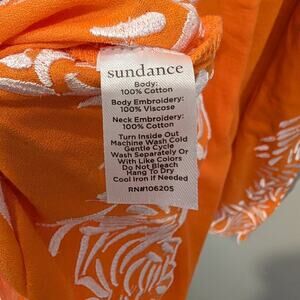 sundance
Body:
100% Cotton
Body Embroidery:
100% Viscose
Neck Embroidery:
100% Cotton
Turn Inside Out
Machine Wash Cold
Gentle Cycle
Wash Separately Or
With Like Colors
Do Not Bleach
Hang To Dry
Cool Iron If Needed
RN#106205